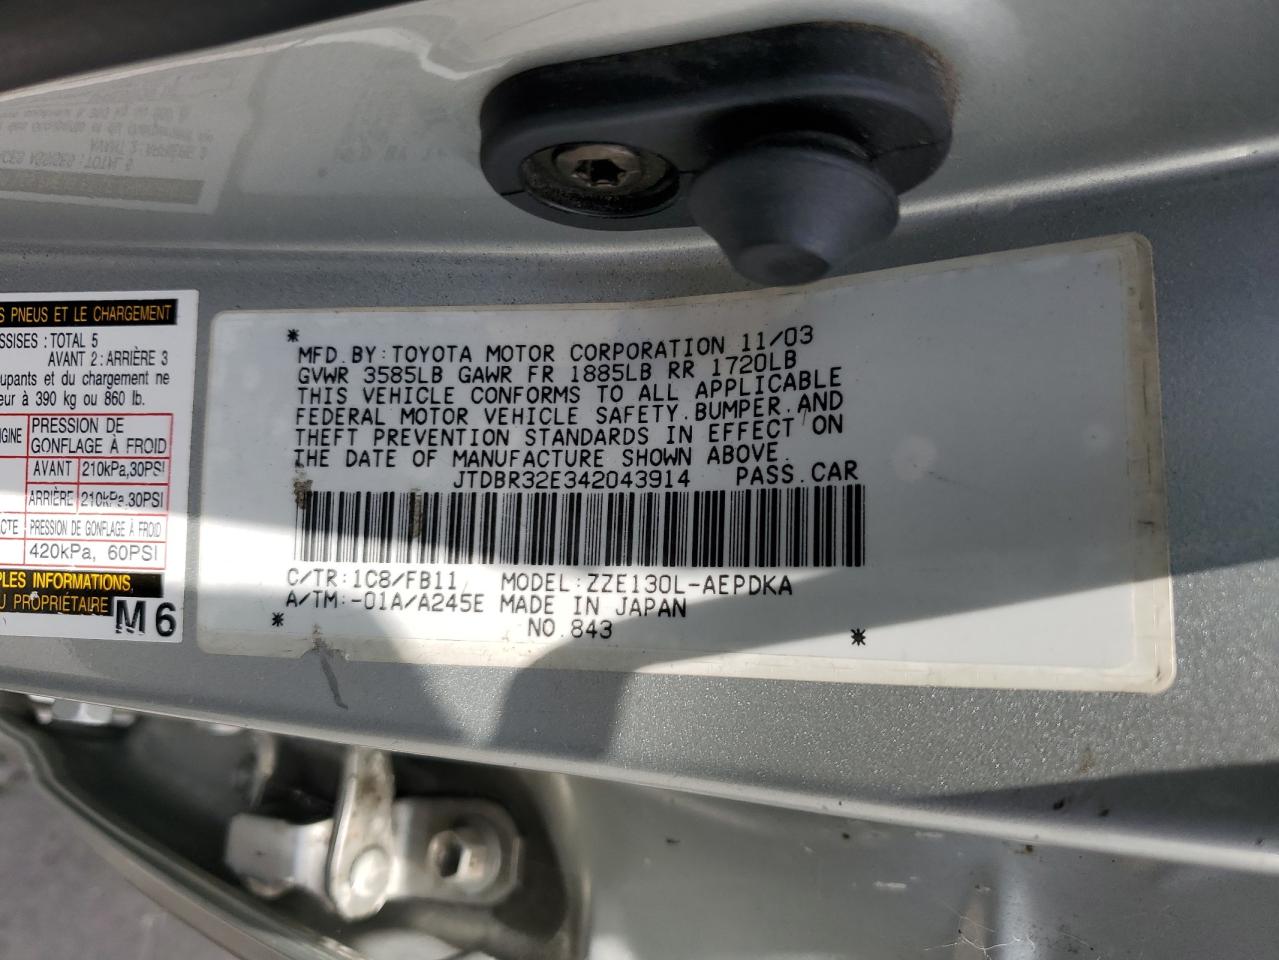 S PNEUS ET LE CHARGEMENT
SSISES : TOTAL 5
AVANT 2 : ARRIÈRE 3
upants et du chargement ne
eur à 390 kg ou 860 lb.
IGINE PRESSION DE
GONFLAGE À FROID
AVANT 210kPa,30PSI
ARRIÈRE 210kPa,30PSI
CTE PRESSION DE GONFLAGE À FROID
420kPa, 60PSI
PLES INFORMATIONS,
U PROPRIÉTAIRE M6
*
MFD. BY: TOYOTA MOTOR CORPORATION 11/03
GVWR 3585LB GAWR FR 1885LB RR 1720LB
THIS VEHICLE CONFORMS TO ALL APPLICABLE
FEDERAL MOTOR VEHICLE SAFETY, BUMPER, AND
THEFT PREVENTION STANDARDS IN EFFECT ON
THE DATE OF MANUFACTURE SHOWN ABOVE.
JTDBR32E342043914 PASS. CAR
C/TR: 1C8/FB11 MODEL: ZZE130L-AEPDKA
A/TM: -01A/A245E MADE IN JAPAN
* NO. 843 *